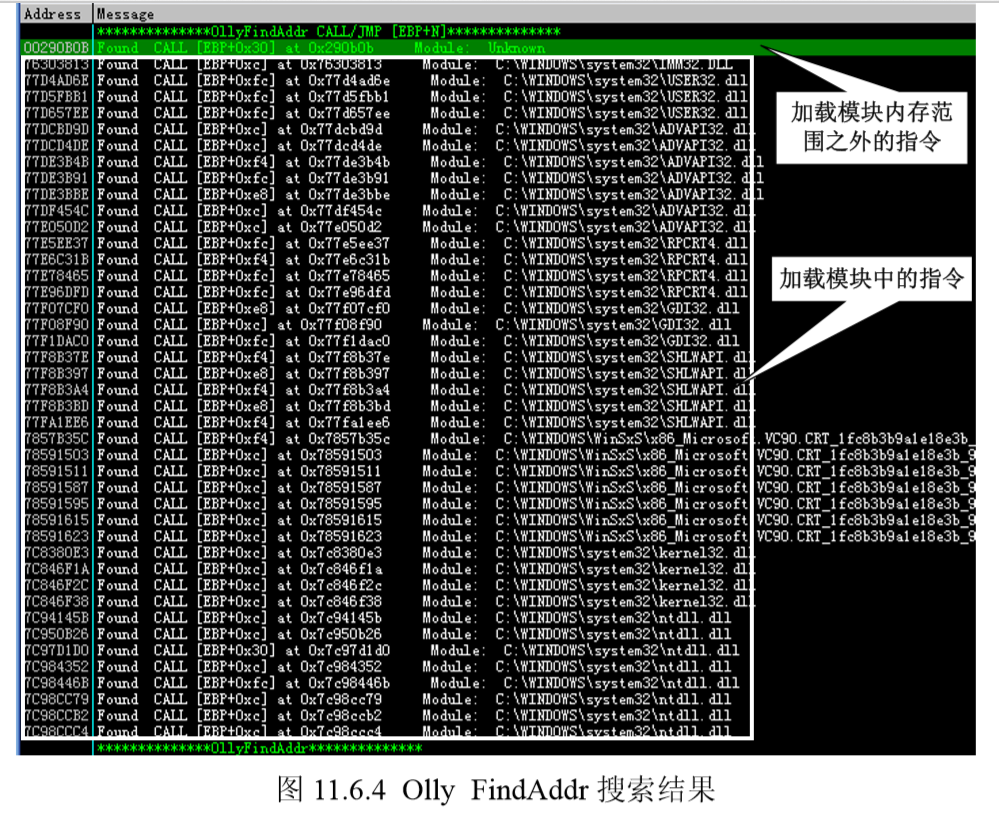 Address Message
**************OllyFindAddr CALL/JMP [EBP+N]**************
00290B0B Found CALL [EBP+0x30] at 0x290b0b Module: Unknown
76303813 Found CALL [EBP+0xc] at 0x76303813 Module: C:\WINDOWS\system32\IMM32.DLL
77D4AD6E Found CALL [EBP+0xfc] at 0x77d4ad6e Module: C:\WINDOWS\system32\USER32.dll
77D5FBB1 Found CALL [EBP+0xfc] at 0x77d5fbb1 Module: C:\WINDOWS\system32\USER32.dll
77D657EE Found CALL [EBP+0xfc] at 0x77d657ee Module: C:\WINDOWS\system32\USER32.dll
77DCBD9D Found CALL [EBP+0xc] at 0x77dcbd9d Module: C:\WINDOWS\system32\ADVAPI32.dll
77DCD4DE Found CALL [EBP+0xc] at 0x77dcd4de Module: C:\WINDOWS\system32\ADVAPI32.dll
77DE3B4B Found CALL [EBP+0xf4] at 0x77de3b4b Module: C:\WINDOWS\system32\ADVAPI32.dll
77DE3B91 Found CALL [EBP+0xfc] at 0x77de3b91 Module: C:\WINDOWS\system32\ADVAPI32.dll
77DE3BBE Found CALL [EBP+0xe8] at 0x77de3bbe Module: C:\WINDOWS\system32\ADVAPI32.dll
77DF454C Found CALL [EBP+0xc] at 0x77df454c Module: C:\WINDOWS\system32\ADVAPI32.dll
77E050D2 Found CALL [EBP+0xc] at 0x77e050d2 Module: C:\WINDOWS\system32\ADVAPI32.dll
77E5EE37 Found CALL [EBP+0xfc] at 0x77e5ee37 Module: C:\WINDOWS\system32\RPCRT4.dll
77E6C31B Found CALL [EBP+0xfc] at 0x77e6c31b Module: C:\WINDOWS\system32\RPCRT4.dll
77E78465 Found CALL [EBP+0xfc] at 0x77e78465 Module: C:\WINDOWS\system32\RPCRT4.dll
77E96DFD Found CALL [EBP+0xfc] at 0x77e96dfd Module: C:\WINDOWS\system32\RPCRT4.dll
77F07CF0 Found CALL [EBP+0xe8] at 0x77f07cf0 Module: C:\WINDOWS\system32\GDI32.dll
77F08F90 Found CALL [EBP+0xc] at 0x77f08f90 Module: C:\WINDOWS\system32\GDI32.dll
77F1DAC0 Found CALL [EBP+0xfc] at 0x77f1dac0 Module: C:\WINDOWS\system32\GDI32.dll
77F8B37E Found CALL [EBP+0xf4] at 0x77f8b37e Module: C:\WINDOWS\system32\SHLWAPI.dll
77F8B397 Found CALL [EBP+0xe8] at 0x77f8b397 Module: C:\WINDOWS\system32\SHLWAPI.dll
77F8B3A4 Found CALL [EBP+0xf4] at 0x77f8b3a4 Module: C:\WINDOWS\system32\SHLWAPI.dll
77F8B3BD Found CALL [EBP+0xe8] at 0x77f8b3bd Module: C:\WINDOWS\system32\SHLWAPI.dll
77FA1EE6 Found CALL [EBP+0xf4] at 0x77fa1ee6 Module: C:\WINDOWS\system32\SHLWAPI.dll
7857B35C Found CALL [EBP+0xf4] at 0x7857b35c Module: C:\WINDOWS\WinSxS\x86_Microsoft.VC90.CRT_1fc8b3b9a1e18e3b_
78591503 Found CALL [EBP+0xc] at 0x78591503 Module: C:\WINDOWS\WinSxS\x86_Microsoft.VC90.CRT_1fc8b3b9a1e18e3b_9
78591511 Found CALL [EBP+0xc] at 0x78591511 Module: C:\WINDOWS\WinSxS\x86_Microsoft.VC90.CRT_1fc8b3b9a1e18e3b_9
78591587 Found CALL [EBP+0xc] at 0x78591587 Module: C:\WINDOWS\WinSxS\x86_Microsoft.VC90.CRT_1fc8b3b9a1e18e3b_9
78591595 Found CALL [EBP+0xc] at 0x78591595 Module: C:\WINDOWS\WinSxS\x86_Microsoft.VC90.CRT_1fc8b3b9a1e18e3b_9
78591615 Found CALL [EBP+0xc] at 0x78591615 Module: C:\WINDOWS\WinSxS\x86_Microsoft.VC90.CRT_1fc8b3b9a1e18e3b_9
78591623 Found CALL [EBP+0xc] at 0x78591623 Module: C:\WINDOWS\WinSxS\x86_Microsoft.VC90.CRT_1fc8b3b9a1e18e3b_9
7C8380E3 Found CALL [EBP+0xc] at 0x7c8380e3 Module: C:\WINDOWS\system32\kernel32.dll
7C846F1A Found CALL [EBP+0xc] at 0x7c846f1a Module: C:\WINDOWS\system32\kernel32.dll
7C846F2C Found CALL [EBP+0xc] at 0x7c846f2c Module: C:\WINDOWS\system32\kernel32.dll
7C846F38 Found CALL [EBP+0xc] at 0x7c846f38 Module: C:\WINDOWS\system32\kernel32.dll
7C94145B Found CALL [EBP+0xc] at 0x7c94145b Module: C:\WINDOWS\system32\ntdll.dll
7C950B26 Found CALL [EBP+0xc] at 0x7c950b26 Module: C:\WINDOWS\system32\ntdll.dll
7C97D1D0 Found CALL [EBP+0x30] at 0x7c97d1d0 Module: C:\WINDOWS\system32\ntdll.dll
7C984352 Found CALL [EBP+0xc] at 0x7c984352 Module: C:\WINDOWS\system32\ntdll.dll
7C98446B Found CALL [EBP+0xfc] at 0x7c98446b Module: C:\WINDOWS\system32\ntdll.dll
7C98CC79 Found CALL [EBP+0xc] at 0x7c98cc79 Module: C:\WINDOWS\system32\ntdll.dll
7C98CCB2 Found CALL [EBP+0xc] at 0x7c98ccb2 Module: C:\WINDOWS\system32\ntdll.dll
7C98CCC4 Found CALL [EBP+0xc] at 0x7c98ccc4 Module: C:\WINDOWS\system32\ntdll.dll
**************OllyFindAddr**************
加载模块内存范
围之外的指令
加载模块中的指令
图 11.6.4 Olly FindAddr 搜索结果